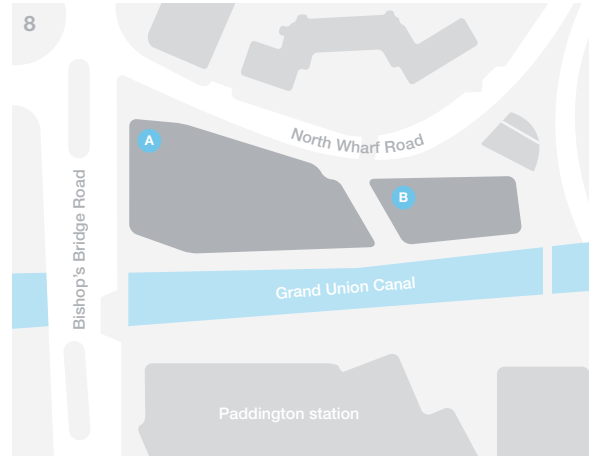 8
A
North Wharf Road
B
Bishop's Bridge Road
Grand Union Canal
Paddington station